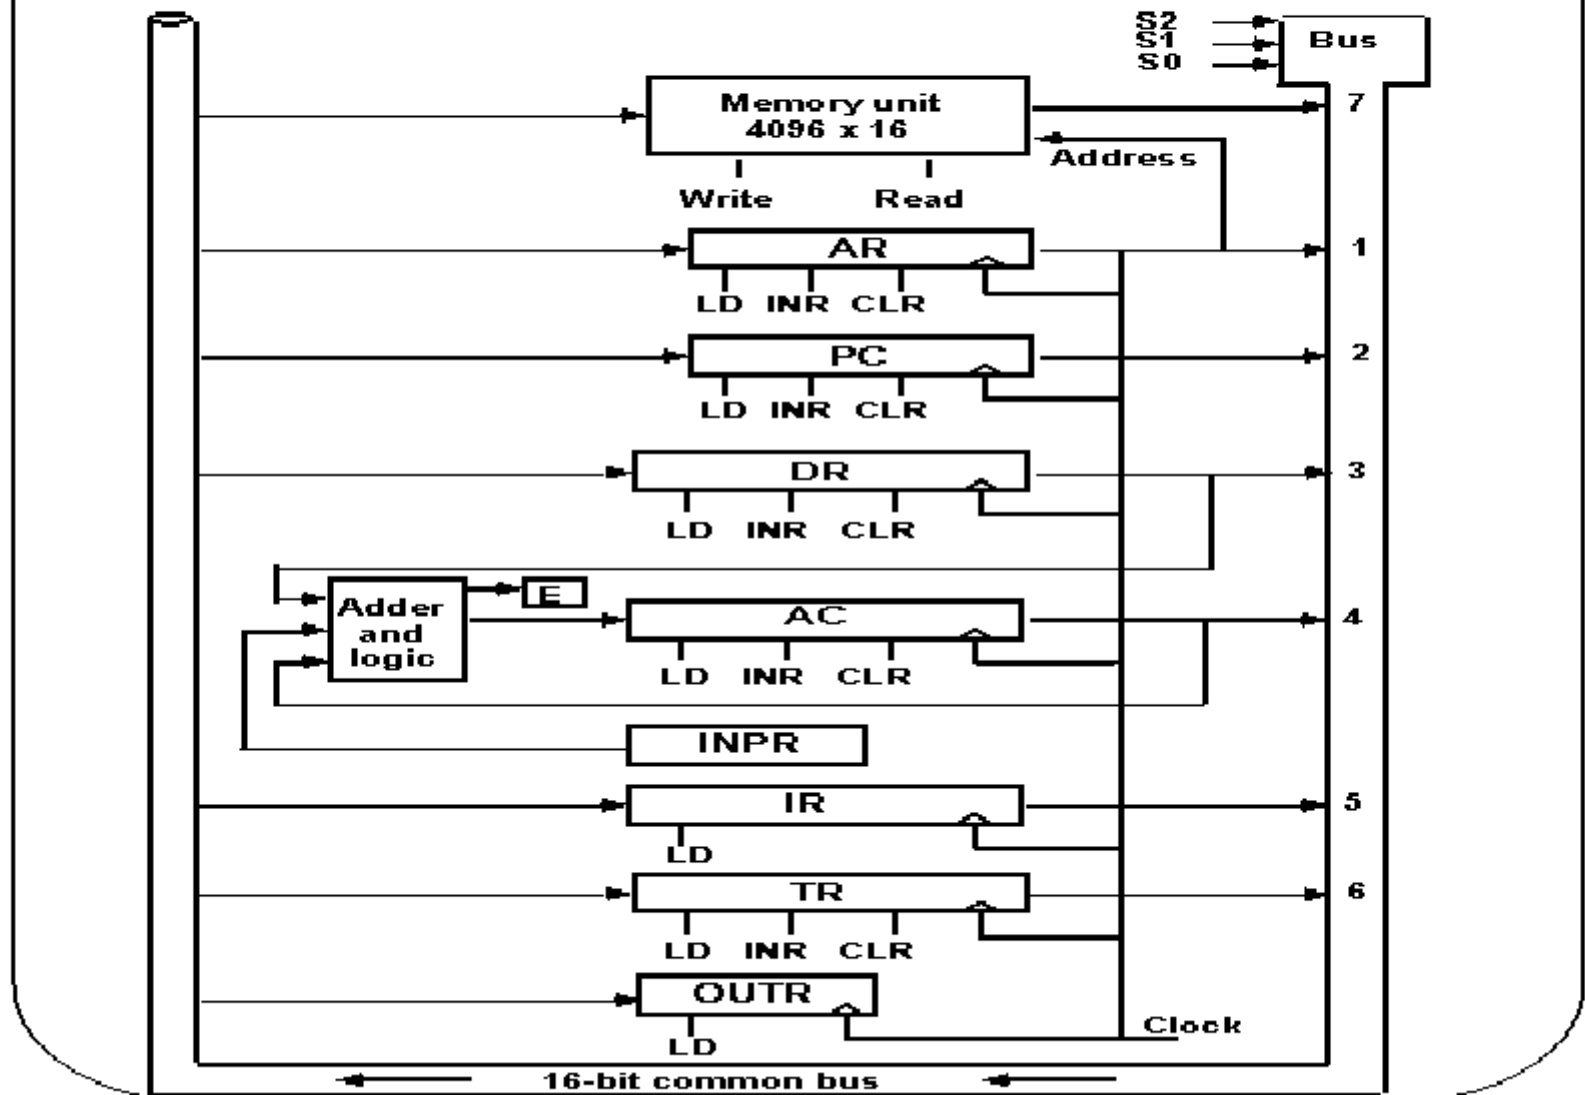 S2
S1
S0
Bus
Memory unit
4096 x 16
7
Address
Write Read
AR
1
LD INR CLR
PC
2
LD INR CLR
DR
3
LD INR CLR
Adder
and
logic
E
AC
4
LD INR CLR
INPR
IR
5
LD
TR
6
LD INR CLR
OUTR
LD
Clock
16-bit common bus